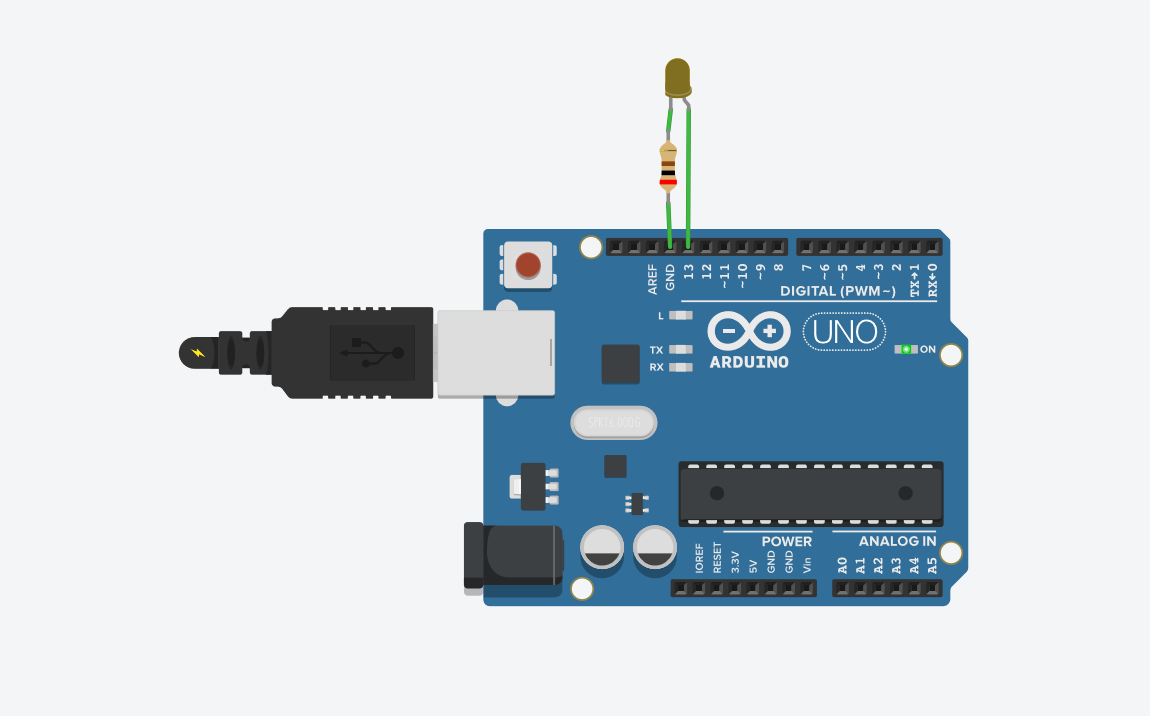 AREF
GND
13
12
~11
~10
~9
8
7
~6
~5
4
~3
2
TX→1
RX←0
DIGITAL (PWM~)
L
TX
RX
ARDUINO
UNO
ON
SPK16.000G
POWER
ANALOG IN
IOREF
RESET
3.3V
5V
GND
GND
Vin
A0
A1
A2
A3
A4
A5